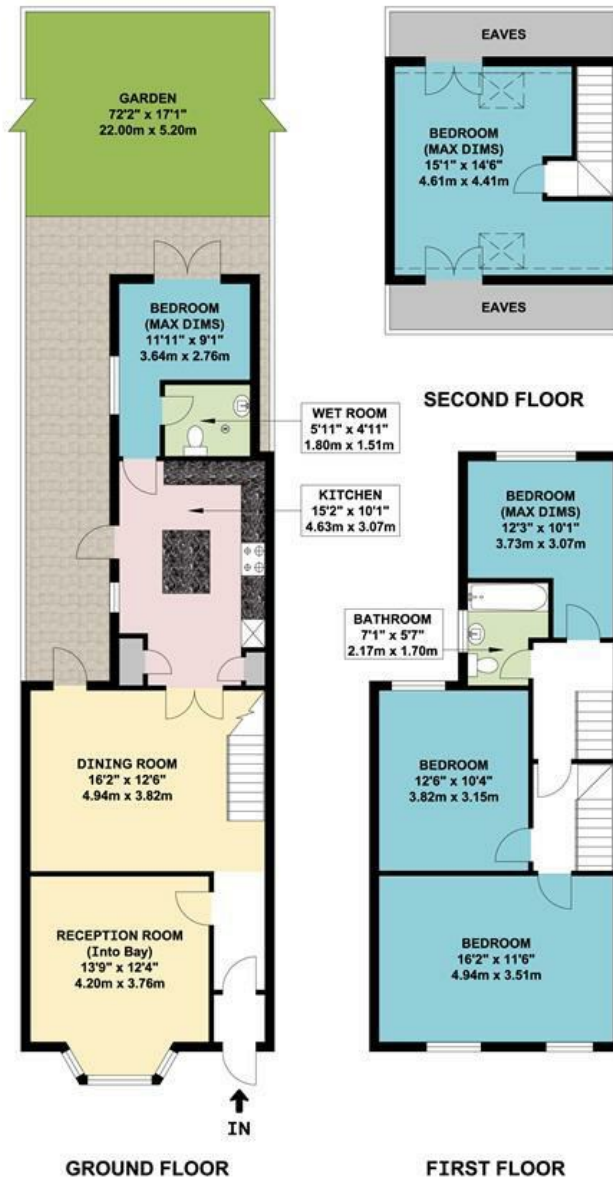 GARDEN
72'2" x 17'1"
22.00m x 5.20m
BEDROOM
(MAX DIMS)
11'11" x 9'1"
3.64m x 2.76m
WET ROOM
5'11" x 4'11"
1.80m x 1.51m
KITCHEN
15'2" x 10'1"
4.63m x 3.07m
DINING ROOM
16'2" x 12'6"
4.94m x 3.82m
RECEPTION ROOM
(Into Bay)
13'9" x 12'4"
4.20m x 3.76m
IN
GROUND FLOOR
EAVES
BEDROOM
(MAX DIMS)
15'1" x 14'6"
4.61m x 4.41m
EAVES
SECOND FLOOR
BEDROOM
(MAX DIMS)
12'3" x 10'1"
3.73m x 3.07m
BATHROOM
7'1" x 5'7"
2.17m x 1.70m
BEDROOM
12'6" x 10'4"
3.82m x 3.15m
BEDROOM
16'2" x 11'6"
4.94m x 3.51m
FIRST FLOOR